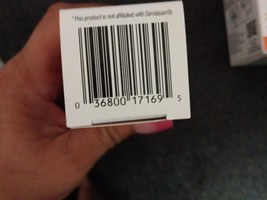 *This product is not affiliated with Similasan®
0 36800 17169 5